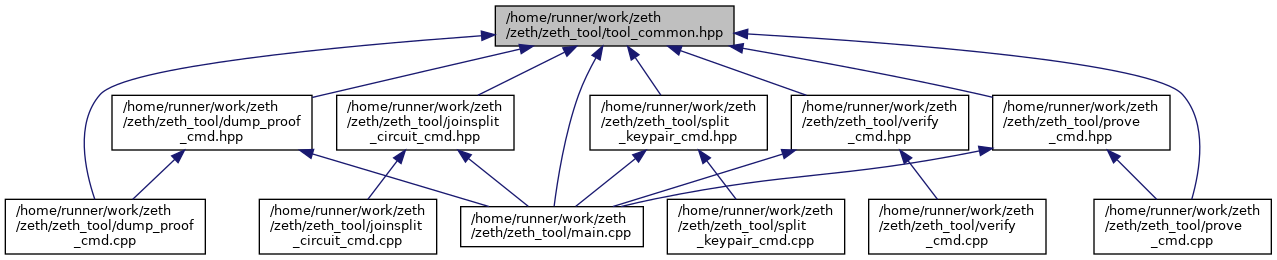 /home/runner/work/zeth
/zeth/zeth_tool/tool_common.hpp
/home/runner/work/zeth
/zeth/zeth_tool/dump_proof
_cmd.hpp
/home/runner/work/zeth
/zeth/zeth_tool/joinsplit
_circuit_cmd.hpp
/home/runner/work/zeth
/zeth/zeth_tool/split
_keypair_cmd.hpp
/home/runner/work/zeth
/zeth/zeth_tool/verify
_cmd.hpp
/home/runner/work/zeth
/zeth/zeth_tool/prove
_cmd.hpp
/home/runner/work/zeth
/zeth/zeth_tool/dump_proof
_cmd.cpp
/home/runner/work/zeth
/zeth/zeth_tool/joinsplit
_circuit_cmd.cpp
/home/runner/work/zeth
/zeth/zeth_tool/main.cpp
/home/runner/work/zeth
/zeth/zeth_tool/split
_keypair_cmd.cpp
/home/runner/work/zeth
/zeth/zeth_tool/verify
_cmd.cpp
/home/runner/work/zeth
/zeth/zeth_tool/prove
_cmd.cpp